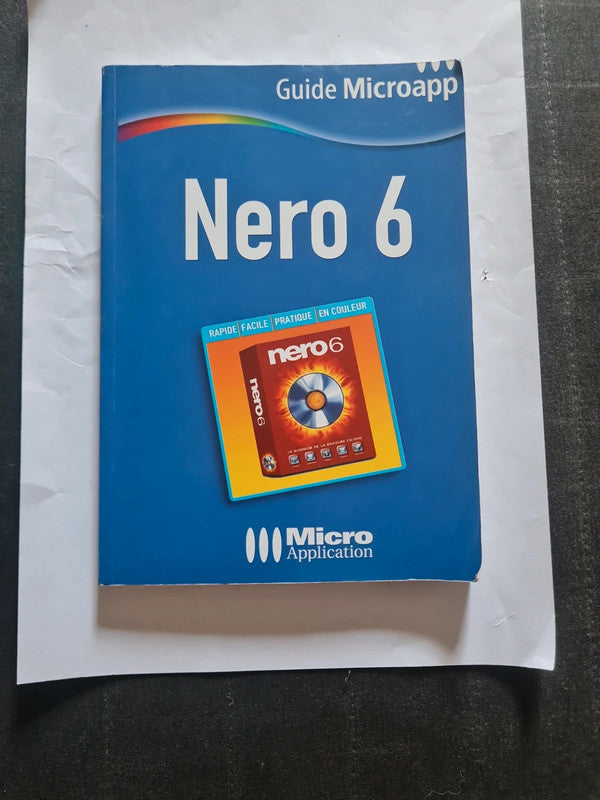 Guide Microapp
Nero 6
RAPIDE FACILE PRATIQUE EN COULEUR
nero 6
nero 6
Micro
Application